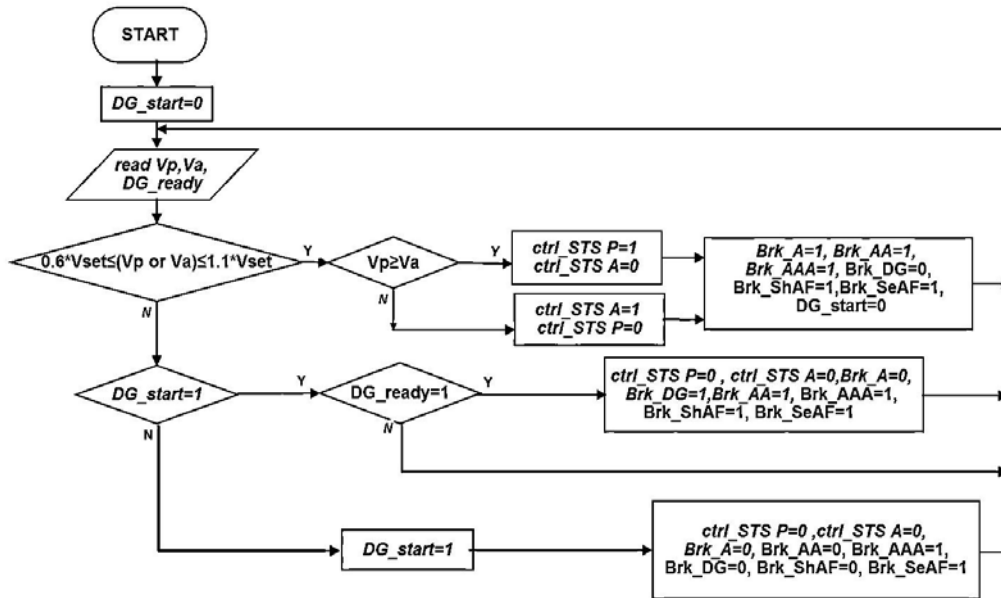 START
DG_start=0
read Vp,Va,
DG_ready
0.6*Vset≤(Vp or Va)≤1.1*Vset
Y
Vp≥Va
Y
ctrl_STS P=1
ctrl_STS A=0
Brk_A=1, Brk_AA=1,
Brk_AAA=1, Brk_DG=0,
Brk_ShAF=1,Brk_SeAF=1,
DG_start=0
N
N
ctrl_STS A=1
ctrl_STS P=0
DG_start=1
Y
DG_ready=1
Y
ctrl_STS P=0 , ctrl_STS A=0,Brk_A=0,
Brk_DG=1,Brk_AA=1, Brk_AAA=1,
Brk_ShAF=1, Brk_SeAF=1
N
N
DG_start=1
ctrl_STS P=0 ,ctrl_STS A=0,
Brk_A=0, Brk_AA=0, Brk_AAA=1,
Brk_DG=0, Brk_ShAF=0, Brk_SeAF=1